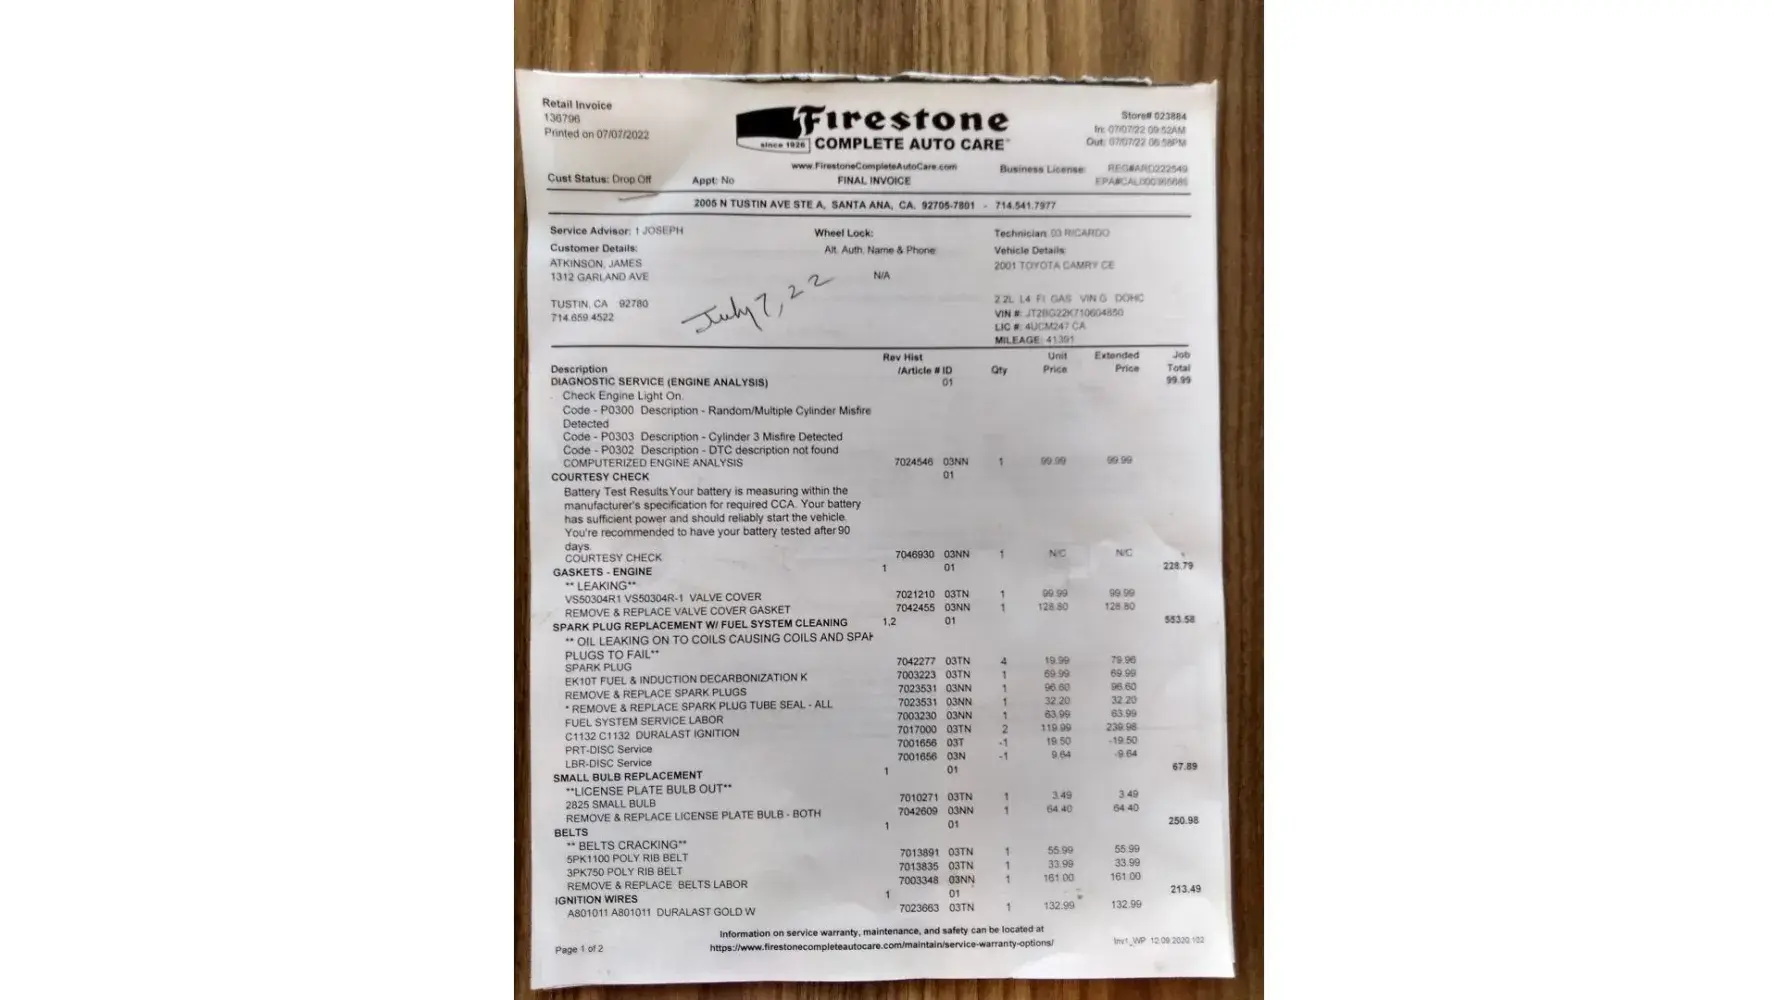 Retail Invoice
136796
Printed on 07/07/2022
Firestone
since 1926 COMPLETE AUTO CARE™
Store# 023884
In: 07/07/22 09:52AM
Out: 07/07/22 06:58PM
www.FirestoneCompleteAutoCare.com
Business License: REG#ARD222549
Cust Status: Drop Off Appt: No FINAL INVOICE
2005 N TUSTIN AVE STE A, SANTA ANA, CA. 92705-7801 - 714.541.7977
Service Advisor: 1 JOSEPH Wheel Lock: Technician: 93 RICARDO
Customer Details: Alt. Auth. Name & Phone: Vehicle Details:
ATKINSON, JAMES 2001 TOYOTA CAMRY CE
1312 GARLAND AVE N/A
TUSTIN, CA 92780 2.2L L4 FI GAS VIN G DOHC
714.659.4522 July 7, 22 VIN #: JT2BG22K710604850
LIC #: 4UCM247 CA
MILEAGE: 41391
Rev Hist Unit Extended Job
Description /Article # ID Qty Price Price Total
DIAGNOSTIC SERVICE (ENGINE ANALYSIS) 01 99.99
Check Engine Light On.
Code - P0300 Description - Random/Multiple Cylinder Misfire
Detected
Code - P0303 Description - Cylinder 3 Misfire Detected
Code - P0302 Description - DTC description not found
COMPUTERIZED ENGINE ANALYSIS 7024546 03NN 1 99.99 99.99
COURTESY CHECK 01
Battery Test Results:Your battery is measuring within the
manufacturer's specification for required CCA. Your battery
has sufficient power and should reliably start the vehicle.
You're recommended to have your battery tested after 90
days.
COURTESY CHECK 7046930 03NN 1 N/C N/C
GASKETS - ENGINE 1 01 228.79
** LEAKING**
VS50304R1 VS50304R-1 VALVE COVER 7021210 03TN 1 99.99 99.99
REMOVE & REPLACE VALVE COVER GASKET 7042455 03NN 1 128.80 128.80
SPARK PLUG REPLACEMENT W/ FUEL SYSTEM CLEANING 1,2 01 553.58
** OIL LEAKING ON TO COILS CAUSING COILS AND SPAR
PLUGS TO FAIL**
SPARK PLUG 7042277 03TN 4 19.99 79.96
EK10T FUEL & INDUCTION DECARBONIZATION K 7003223 03TN 1 69.99 69.99
REMOVE & REPLACE SPARK PLUGS 7023531 03NN 1 96.60 96.60
* REMOVE & REPLACE SPARK PLUG TUBE SEAL - ALL 7023531 03NN 1 32.20 32.20
FUEL SYSTEM SERVICE LABOR 7003230 03NN 1 63.99 63.99
C1132 C1132 DURALAST IGNITION 7017000 03TN 2 119.99 239.98
PRT-DISC Service 7001656 03T -1 19.50 -19.50
LBR-DISC Service 7001656 03N -1 9.64 -9.64
SMALL BULB REPLACEMENT 1 01 67.89
**LICENSE PLATE BULB OUT**
2825 SMALL BULB 7010271 03TN 1 3.49 3.49
REMOVE & REPLACE LICENSE PLATE BULB - BOTH 7042609 03NN 1 64.40 64.40
BELTS 1 01 250.98
** BELTS CRACKING**
5PK1100 POLY RIB BELT 7013891 03TN 1 55.99 55.99
3PK750 POLY RIB BELT 7013835 03TN 1 33.99 33.99
REMOVE & REPLACE BELTS LABOR 7003348 03NN 1 161.00 161.00
IGNITION WIRES 1 01 213.49
A801011 A801011 DURALAST GOLD W 7023663 03TN 1 132.99 132.99
Information on service warranty, maintenance, and safety can be located at
Page 1 of 2 https://www.firestonecompleteautocare.com/maintain/service-warranty-options/ Inv1_WP 12.09.2020.102